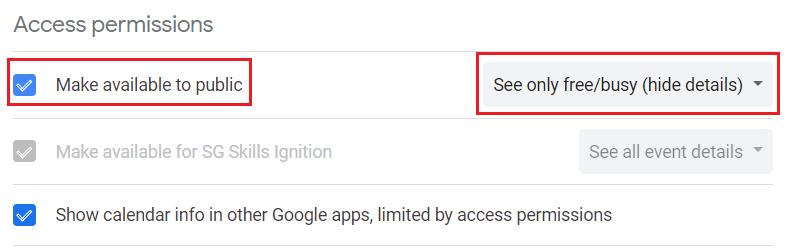 Access permissions
Make available to public See only free/busy (hide details)
Make available for SG Skills Ignition See all event details
Show calendar info in other Google apps, limited by access permissions